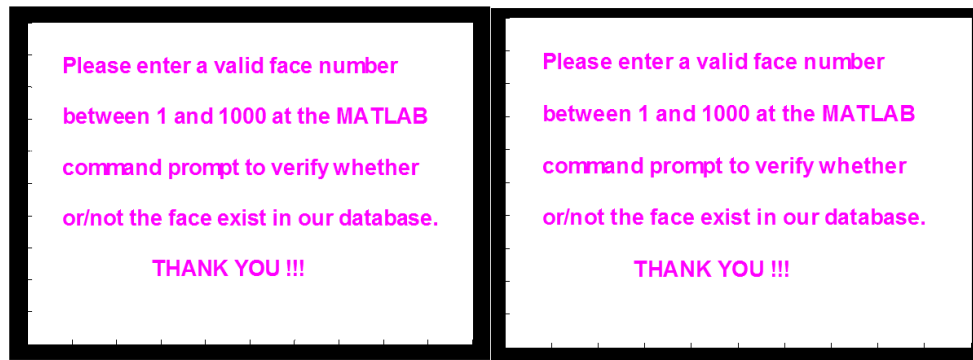 Please enter a valid face number
between 1 and 1000 at the MATLAB
command prompt to verify whether
or/not the face exist in our database.
THANK YOU !!!
Please enter a valid face number
between 1 and 1000 at the MATLAB
command prompt to verify whether
or/not the face exist in our database.
THANK YOU !!!